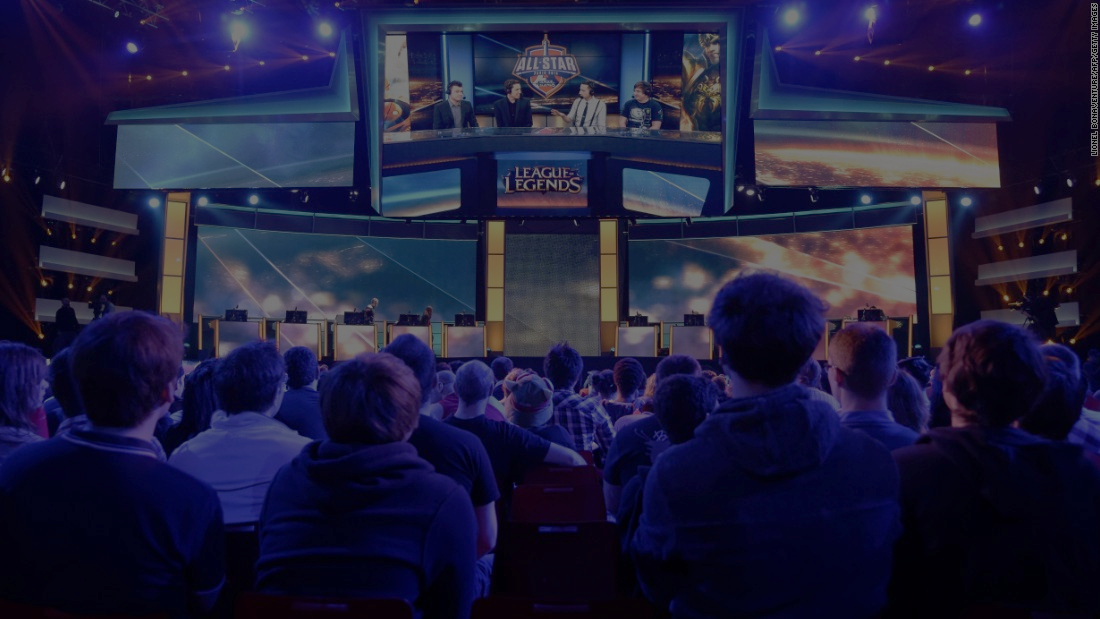 ALL★STAR
LEAGUE
OF
LEGENDS
LIONEL BONAVENTURE/AFP/GETTY IMAGES